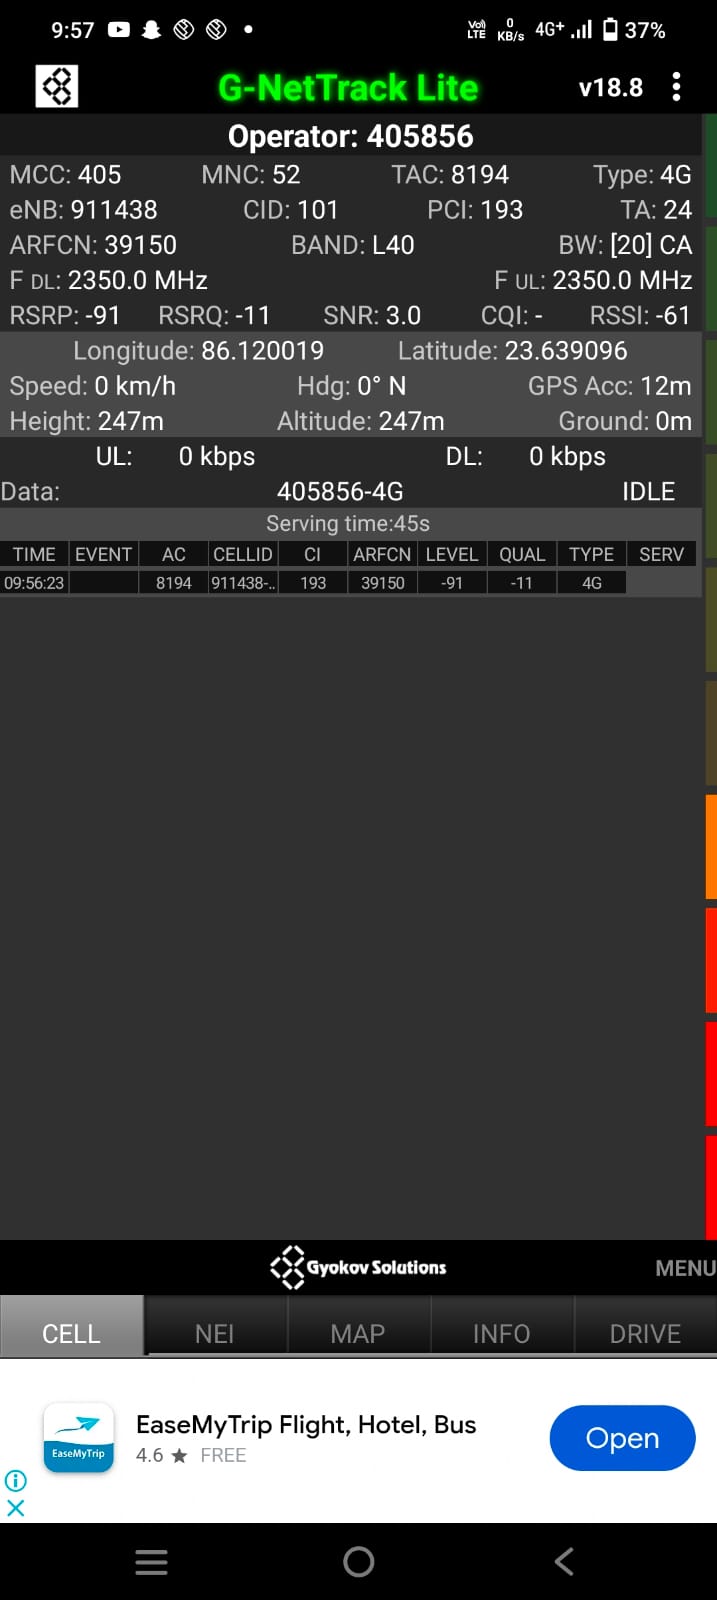 9:57 VoI) LTE 0 KB/s 4G+ 37%
G-NetTrack Lite v18.8
Operator: 405856
MCC: 405 MNC: 52 TAC: 8194 Type: 4G
eNB: 911438 CID: 101 PCI: 193 TA: 24
ARFCN: 39150 BAND: L40 BW: [20] CA
F DL: 2350.0 MHz F UL: 2350.0 MHz
RSRP: -91 RSRQ: -11 SNR: 3.0 CQI: - RSSI: -61
Longitude: 86.120019 Latitude: 23.639096
Speed: 0 km/h Hdg: 0° N GPS Acc: 12m
Height: 247m Altitude: 247m Ground: 0m
UL: 0 kbps DL: 0 kbps
Data: 405856-4G IDLE
Serving time:45s
TIME EVENT AC CELLID CI ARFCN LEVEL QUAL TYPE SERV
09:56:23 8194 911438-.. 193 39150 -91 -11 4G
Gyokov Solutions MENU
CELL NEI MAP INFO DRIVE
EaseMyTrip Flight, Hotel, Bus
4.6 ★ FREE
EaseMyTrip
Open